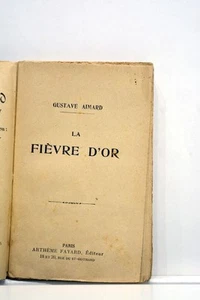 GUSTAVE AIMARD
LA
FIÈVRE D'OR
PARIS
ARTHÈME FAYARD, Éditeur